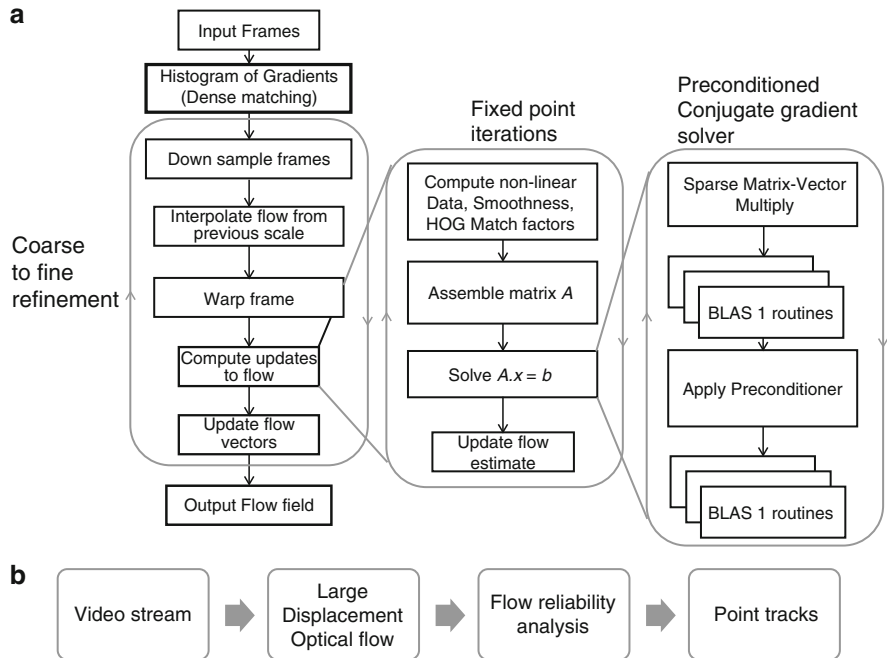 a
Input Frames
Histogram of Gradients
(Dense matching)
Coarse
to fine
refinement
Down sample frames
Interpolate flow from
previous scale
Warp frame
Compute updates
to flow
Update flow
vectors
Output Flow field
Fixed point
iterations
Compute non-linear
Data, Smoothness,
HOG Match factors
Assemble matrix A
Solve A.x = b
Update flow
estimate
Preconditioned
Conjugate gradient
solver
Sparse Matrix-Vector
Multiply
BLAS 1 routines
Apply Preconditioner
BLAS 1 routines
b
Video stream
Large
Displacement
Optical flow
Flow reliability
analysis
Point tracks